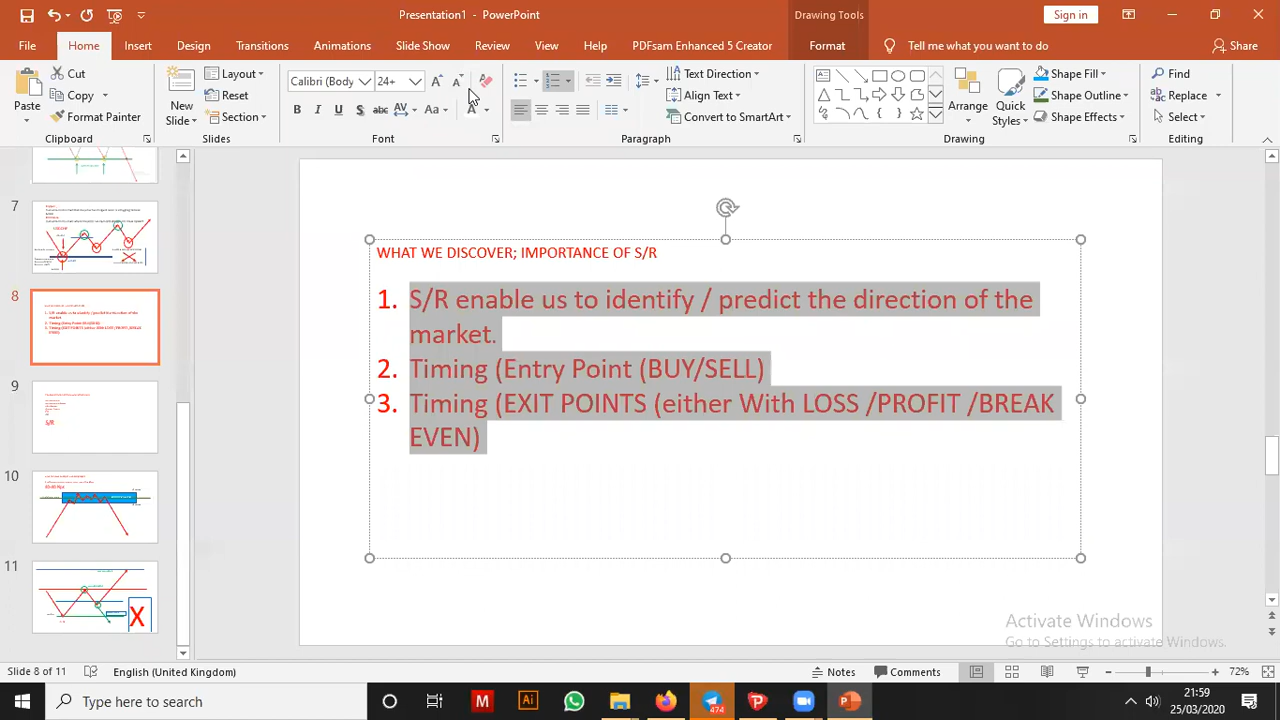 Presentation1 - PowerPoint
Drawing Tools
Sign in
File
Home
Insert
Design
Transitions
Animations
Slide Show
Review
View
Help
PDFsam Enhanced 5 Creator
Format
Tell me what you want to do
Share
Paste
Cut
Copy
Format Painter
Clipboard
New Slide
Layout
Reset
Section
Slides
Calibri (Body
24+
Font
Text Direction
Align Text
Convert to SmartArt
Paragraph
Arrange
Quick Styles
Shape Fill
Shape Outline
Shape Effects
Drawing
Find
Replace
Select
Editing
7
8
9
S/R
10
11
X
WHAT WE DISCOVER; IMPORTANCE OF S/R
1. S/R enable us to identify / predict the direction of the
market.
2. Timing (Entry Point (BUY/SELL)
3. Timing (EXIT POINTS (either With LOSS /PROFIT /BREAK
EVEN)
Activate Windows
Go to Settings to activate Windows.
Slide 8 of 11
English (United Kingdom)
Notes
Comments
72%
Type here to search
474
21:59
25/03/2020